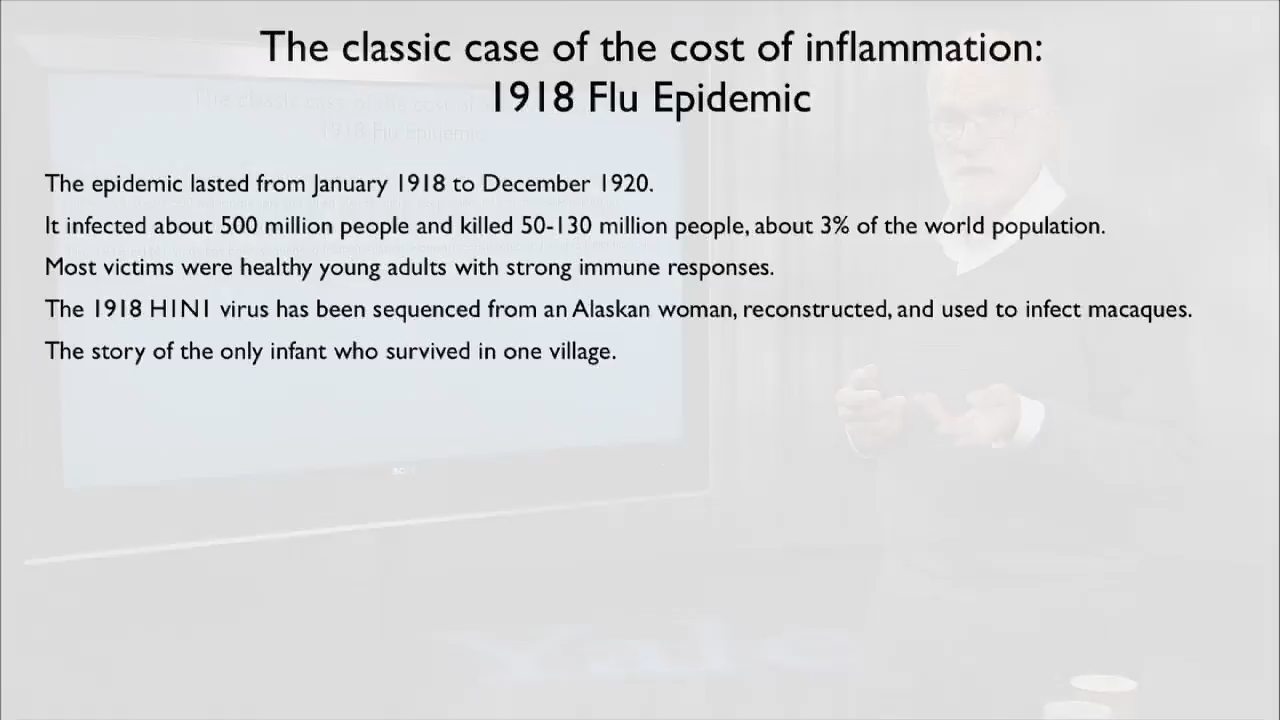 The classic case of the cost of inflammation:
1918 Flu Epidemic
The epidemic lasted from January 1918 to December 1920.
It infected about 500 million people and killed 50-130 million people, about 3% of the world population.
Most victims were healthy young adults with strong immune responses.
The 1918 H1N1 virus has been sequenced from an Alaskan woman, reconstructed, and used to infect macaques.
The story of the only infant who survived in one village.
Yale